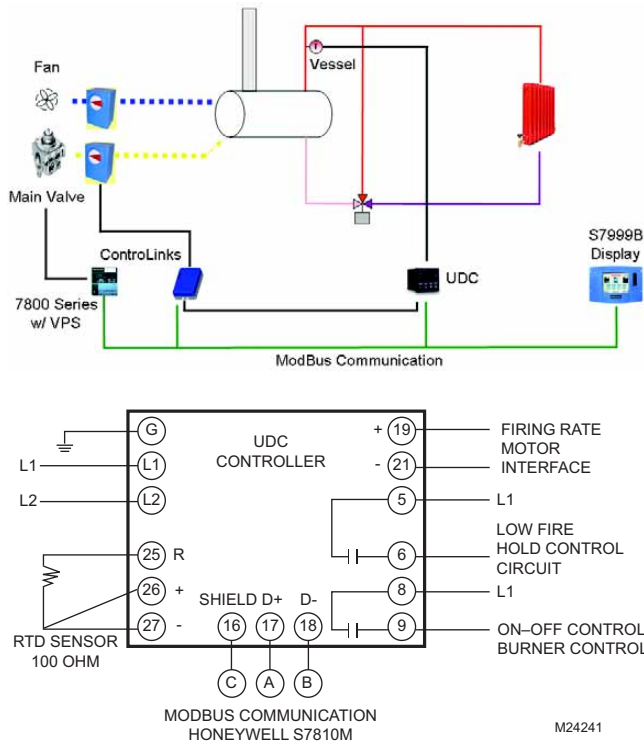 Fan
Vessel
Main Valve
ControLinks
S7999B
Display
7800 Series
w/ VPS
UDC
ModBus Communication
G
UDC
CONTROLLER
+ 19 FIRING RATE
MOTOR
L1 L1
- 21 INTERFACE
L2 L2
5 L1
25 R
6 LOW FIRE
HOLD CONTROL
CIRCUIT
26 +
8 L1
SHIELD D+ D-
27 -
16 17 18
9 ON–OFF CONTROL
BURNER CONTROL
RTD SENSOR
100 OHM
C A B
MODBUS COMMUNICATION
HONEYWELL S7810M
M24241